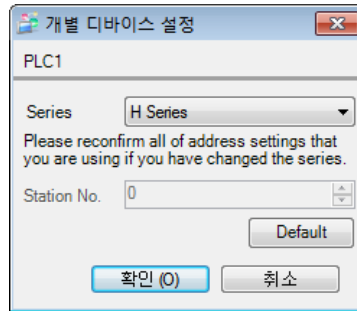 개별 디바이스 설정
PLC1
Series H Series
Please reconfirm all of address settings that
you are using if you have changed the series.
Station No. 0
Default
확인 (O) 취소